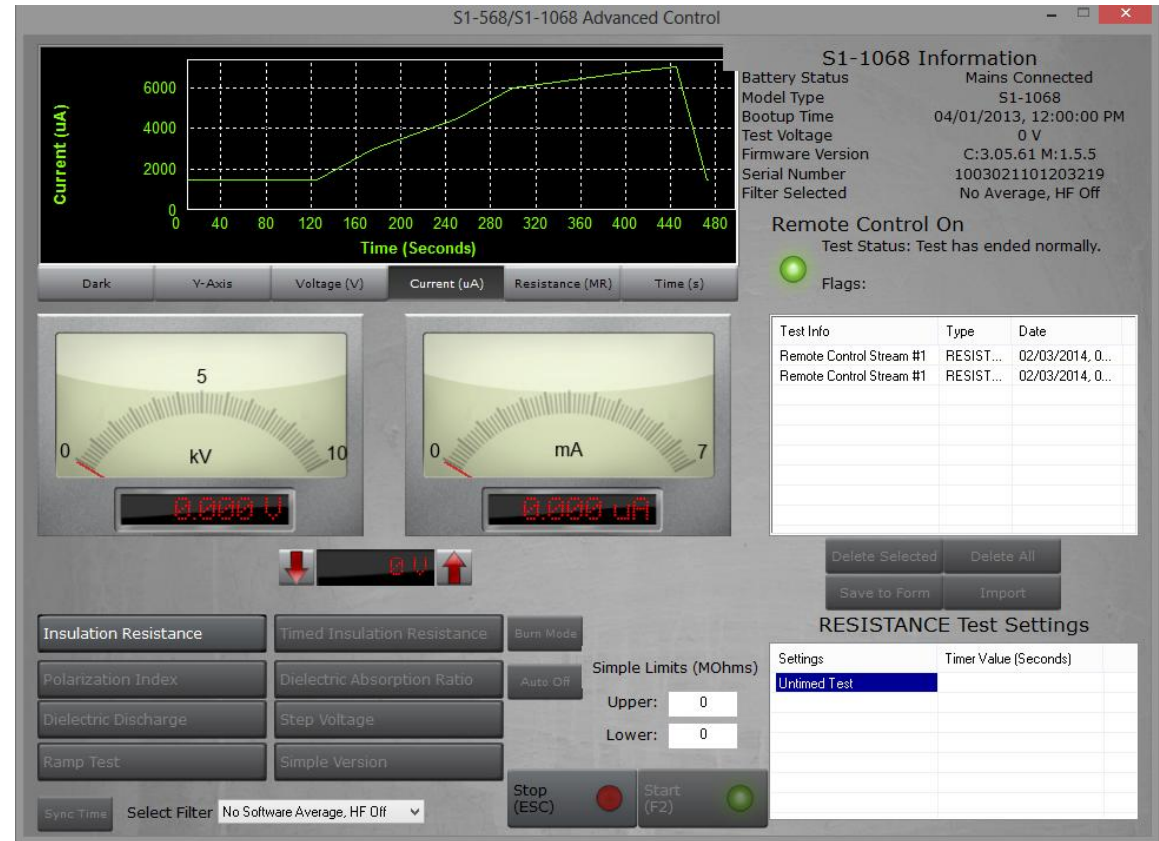 S1-568/S1-1068 Advanced Control
Current (uA)
6000
4000
2000
0
0 40 80 120 160 200 240 280 320 360 400 440 480
Time (Seconds)
Dark Y-Axis Voltage (V) Current (uA) Resistance (MR) Time (s)
S1-1068 Information
Battery Status Mains Connected
Model Type S1-1068
Bootup Time 04/01/2013, 12:00:00 PM
Test Voltage 0 V
Firmware Version C:3.05.61 M:1.5.5
Serial Number 1003021101203219
Filter Selected No Average, HF Off
Remote Control On
Test Status: Test has ended normally.
Flags:
Test Info Type Date
Remote Control Stream #1 RESIST... 02/03/2014, 0...
Remote Control Stream #1 RESIST... 02/03/2014, 0...
5
0 kV 10
0.000 V
0 mA 7
0.000 uA
0 V
Delete Selected Delete All
Save to Form Import
Insulation Resistance Timed Insulation Resistance Burn Mode
Polarization Index Dielectric Absorption Ratio Auto Off
Dielectric Discharge Step Voltage
Ramp Test Simple Version
Simple Limits (MOhms)
Upper: 0
Lower: 0
Stop (ESC)
Start (F2)
Sync Time Select Filter No Software Average, HF Off
RESISTANCE Test Settings
Settings Timer Value (Seconds)
Untimed Test